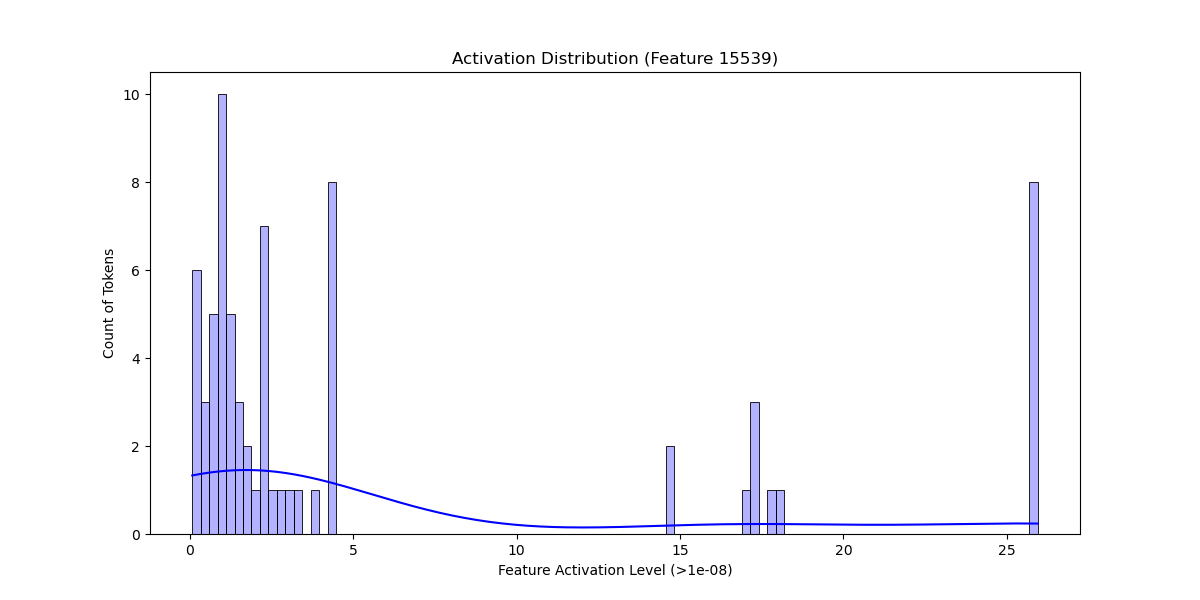 Activation Distribution (Feature 15539)
Count of Tokens
10
8
6
4
2
0
0 5 10 15 20 25
Feature Activation Level (>1e-08)